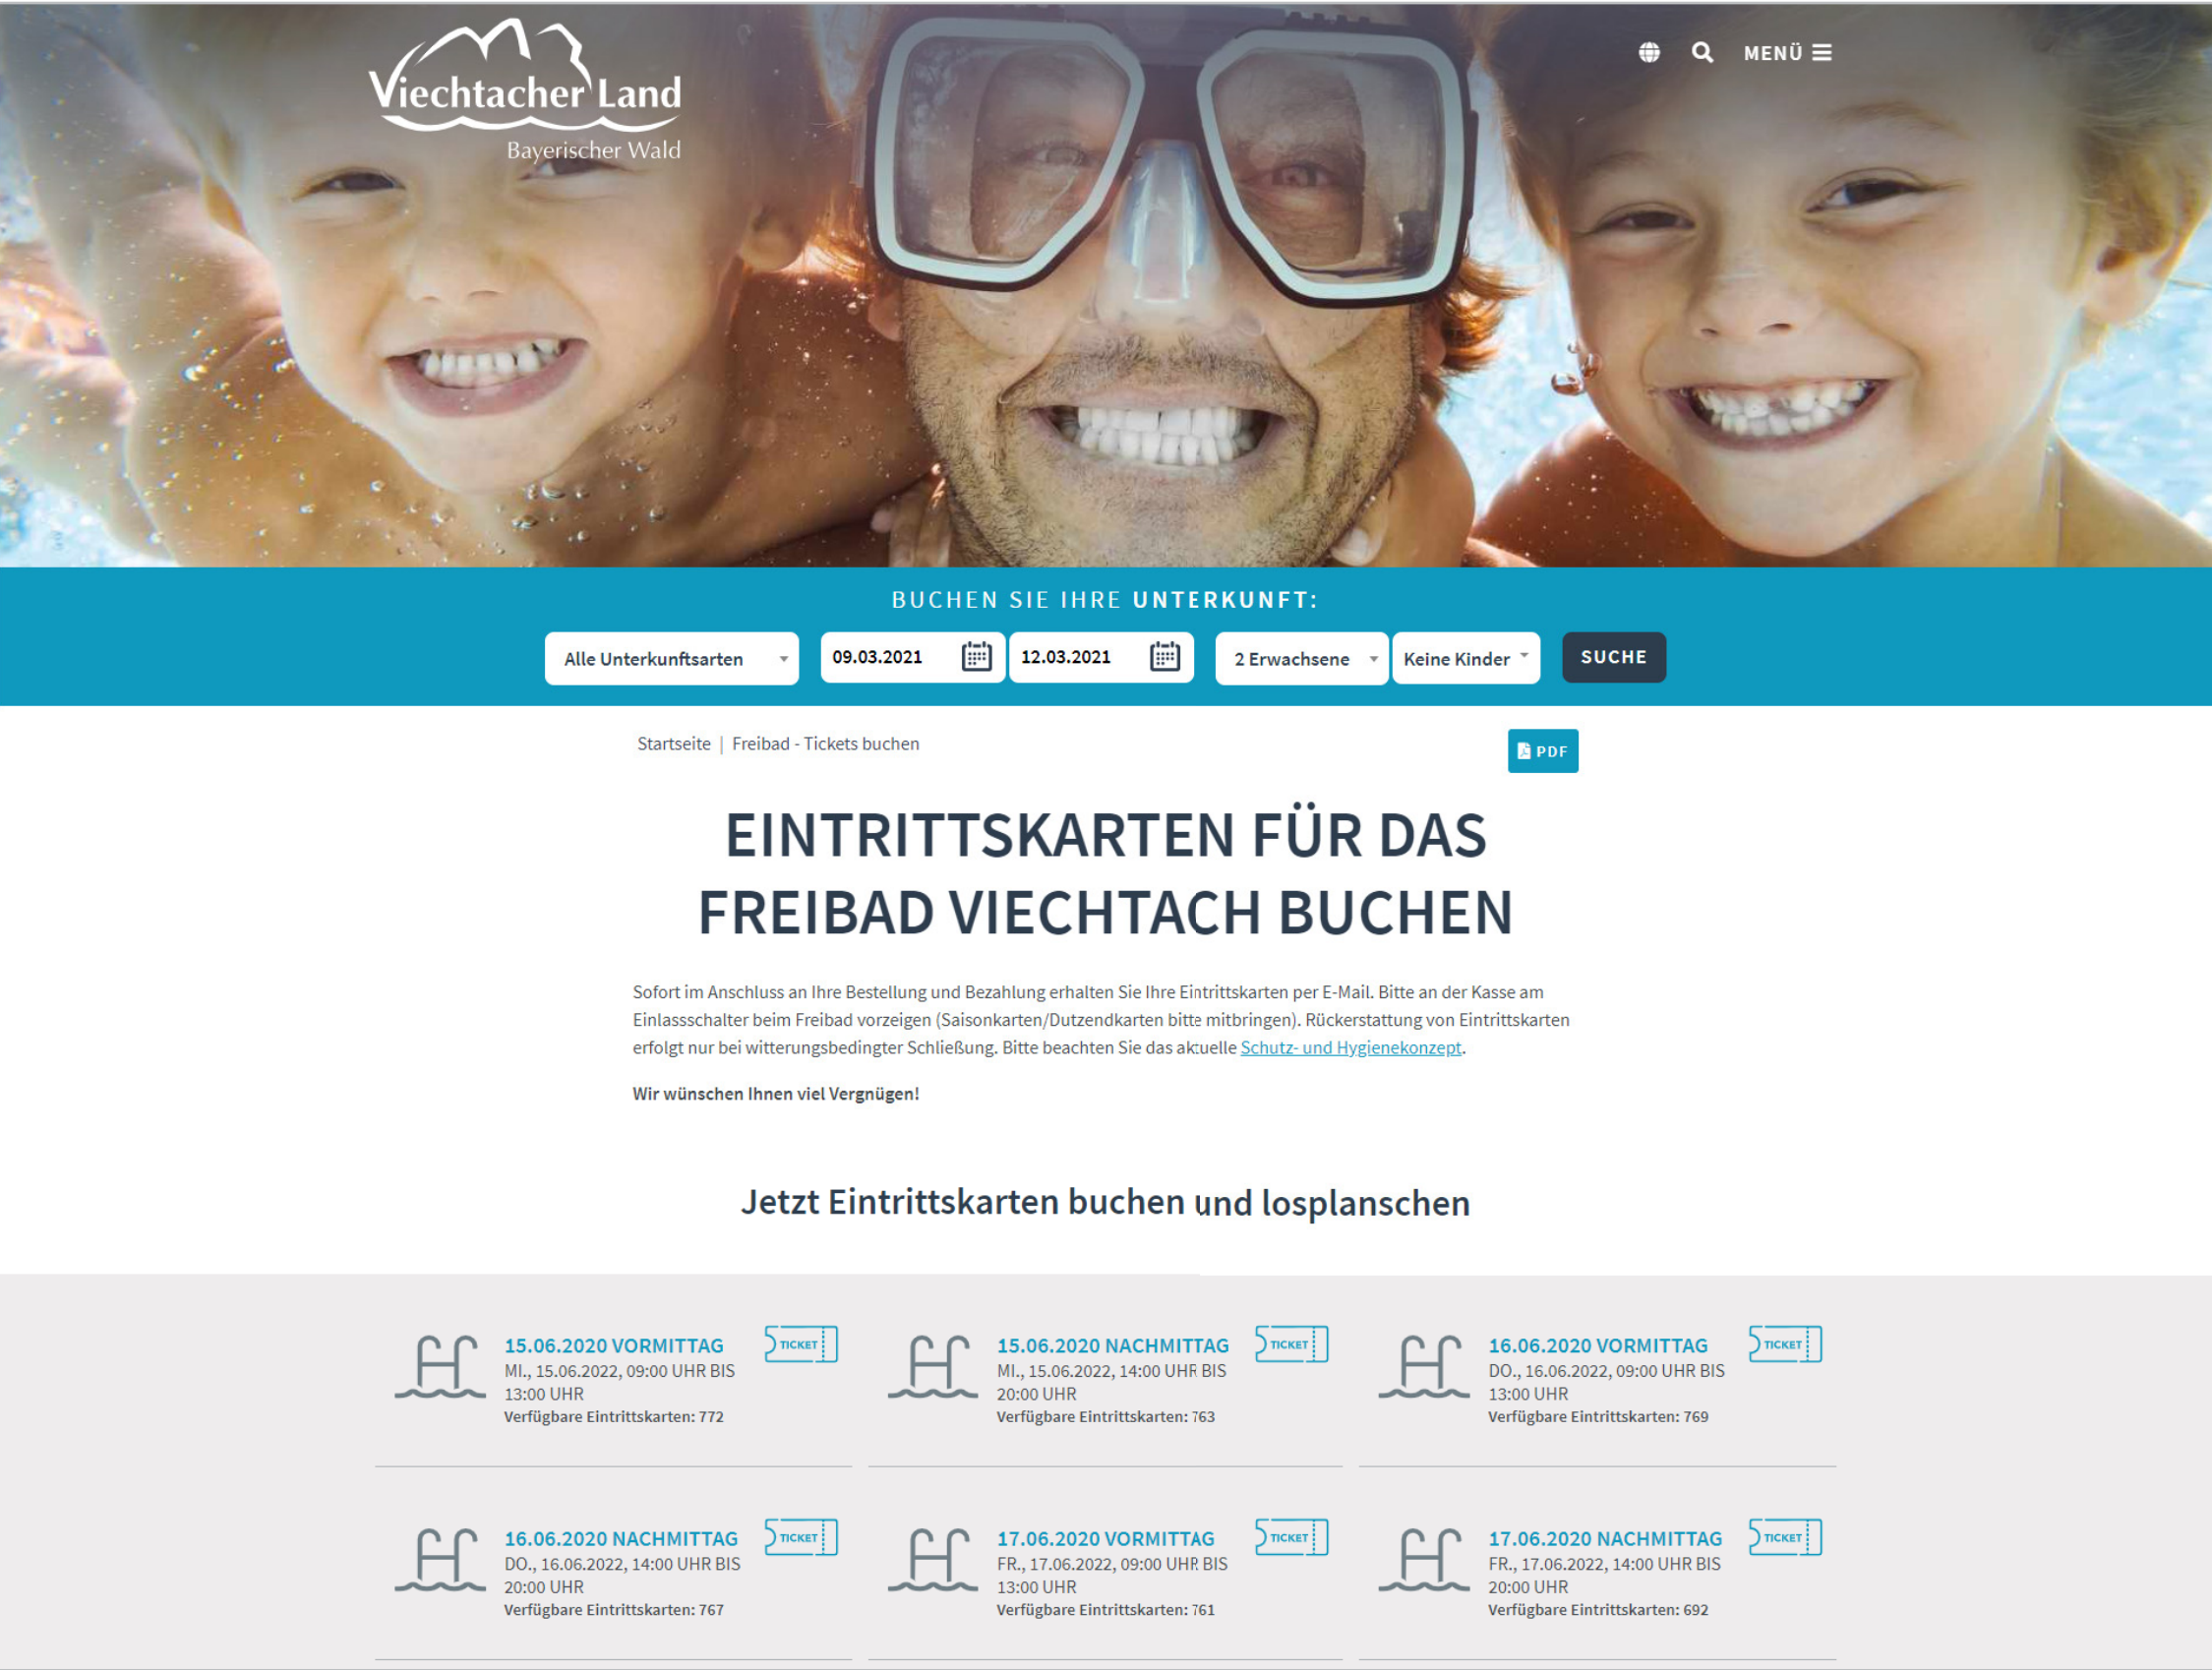 Viechtacher Land
Bayerischer Wald
MENÜ
BUCHEN SIE IHRE UNTERKUNFT:
Alle Unterkunftsarten
09.03.2021
12.03.2021
2 Erwachsene
Keine Kinder
SUCHE
Startseite | Freibad - Tickets buchen
PDF
EINTRITTSKARTEN FÜR DAS
FREIBAD VIECHTACH BUCHEN
Sofort im Anschluss an Ihre Bestellung und Bezahlung erhalten Sie Ihre Eintrittskarten per E-Mail. Bitte an der Kasse am
Einlassschalter beim Freibad vorzeigen (Saisonkarten/Dutzendkarten bitte mitbringen). Rückerstattung von Eintrittskarten
erfolgt nur bei witterungsbedingter Schließung. Bitte beachten Sie das aktuelle Schutz- und Hygienekonzept.
Wir wünschen Ihnen viel Vergnügen!
Jetzt Eintrittskarten buchen und losplanschen
15.06.2020 VORMITTAG
TICKET
MI., 15.06.2022, 09:00 UHR BIS
13:00 UHR
Verfügbare Eintrittskarten: 772
15.06.2020 NACHMITTAG
TICKET
MI., 15.06.2022, 14:00 UHR BIS
20:00 UHR
Verfügbare Eintrittskarten: 763
16.06.2020 VORMITTAG
TICKET
DO., 16.06.2022, 09:00 UHR BIS
13:00 UHR
Verfügbare Eintrittskarten: 769
16.06.2020 NACHMITTAG
TICKET
DO., 16.06.2022, 14:00 UHR BIS
20:00 UHR
Verfügbare Eintrittskarten: 767
17.06.2020 VORMITTAG
TICKET
FR., 17.06.2022, 09:00 UHR BIS
13:00 UHR
Verfügbare Eintrittskarten: 761
17.06.2020 NACHMITTAG
TICKET
FR., 17.06.2022, 14:00 UHR BIS
20:00 UHR
Verfügbare Eintrittskarten: 692